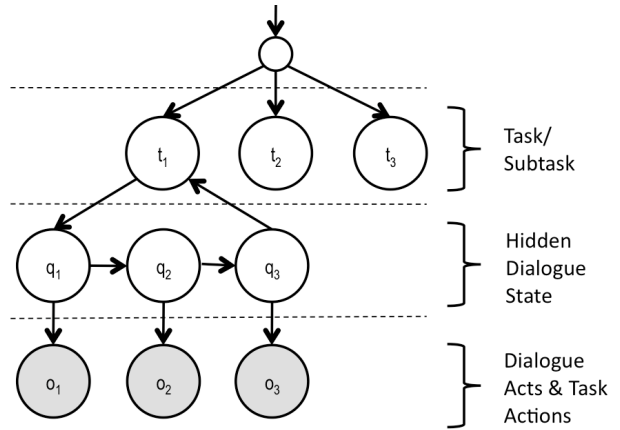 t1 t2 t3
Task/
Subtask
q1 q2 q3
Hidden
Dialogue
State
o1 o2 o3
Dialogue
Acts & Task
Actions